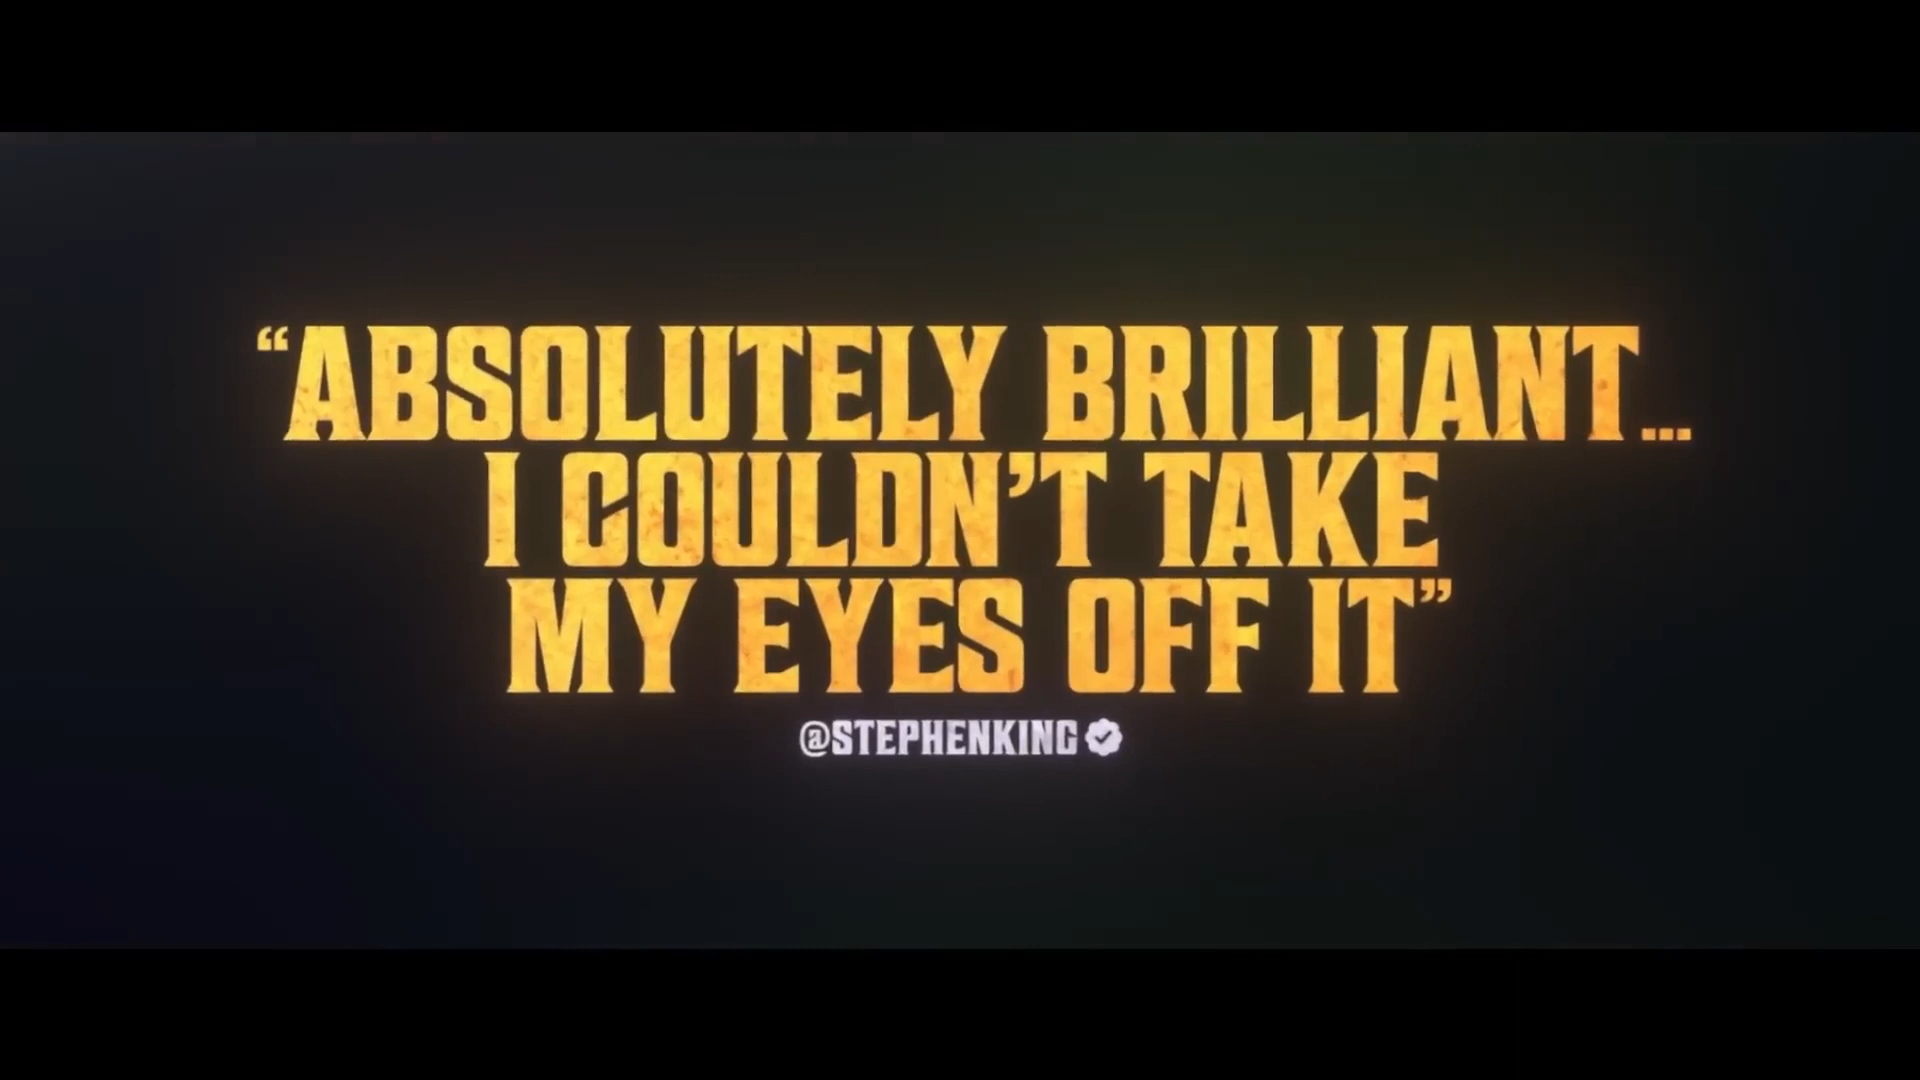 “ABSOLUTELY BRILLIANT...
I COULDN’T TAKE
MY EYES OFF IT”
@STEPHENKING